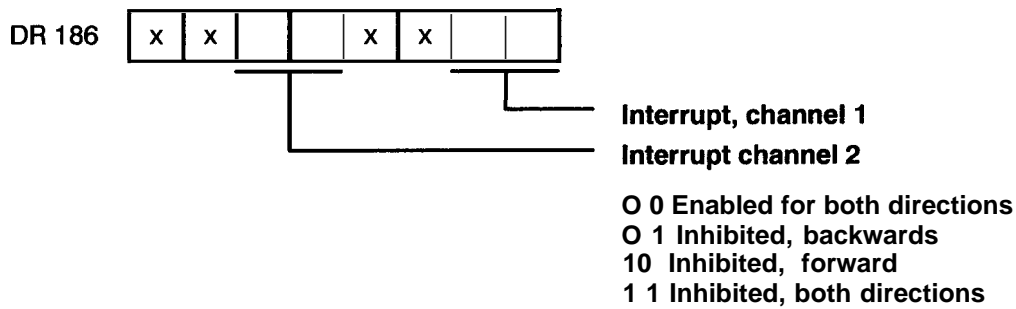 DR 186 x x x x
Interrupt, channel 1
Interrupt channel 2
O 0 Enabled for both directions
O 1 Inhibited, backwards
10 Inhibited, forward
1 1 Inhibited, both directions